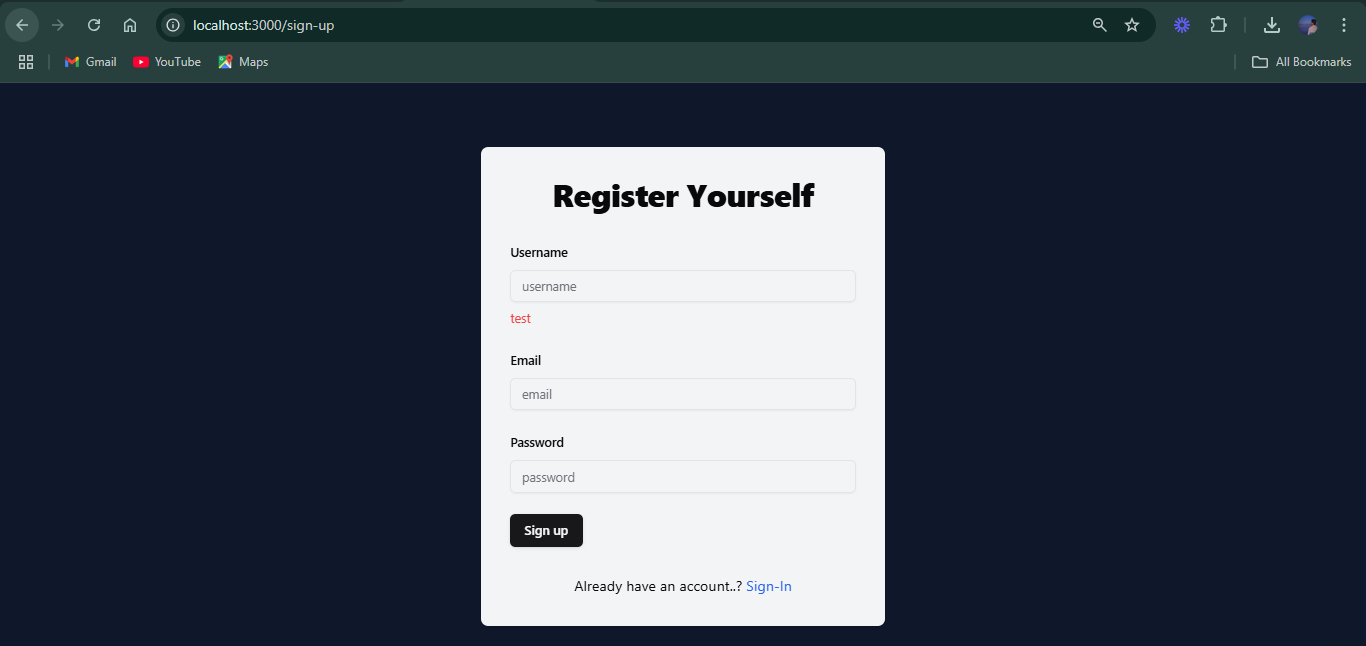 localhost:3000/sign-up
Gmail YouTube Maps All Bookmarks
Register Yourself
Username
username
test
Email
email
Password
password
Sign up
Already have an account..? Sign-In